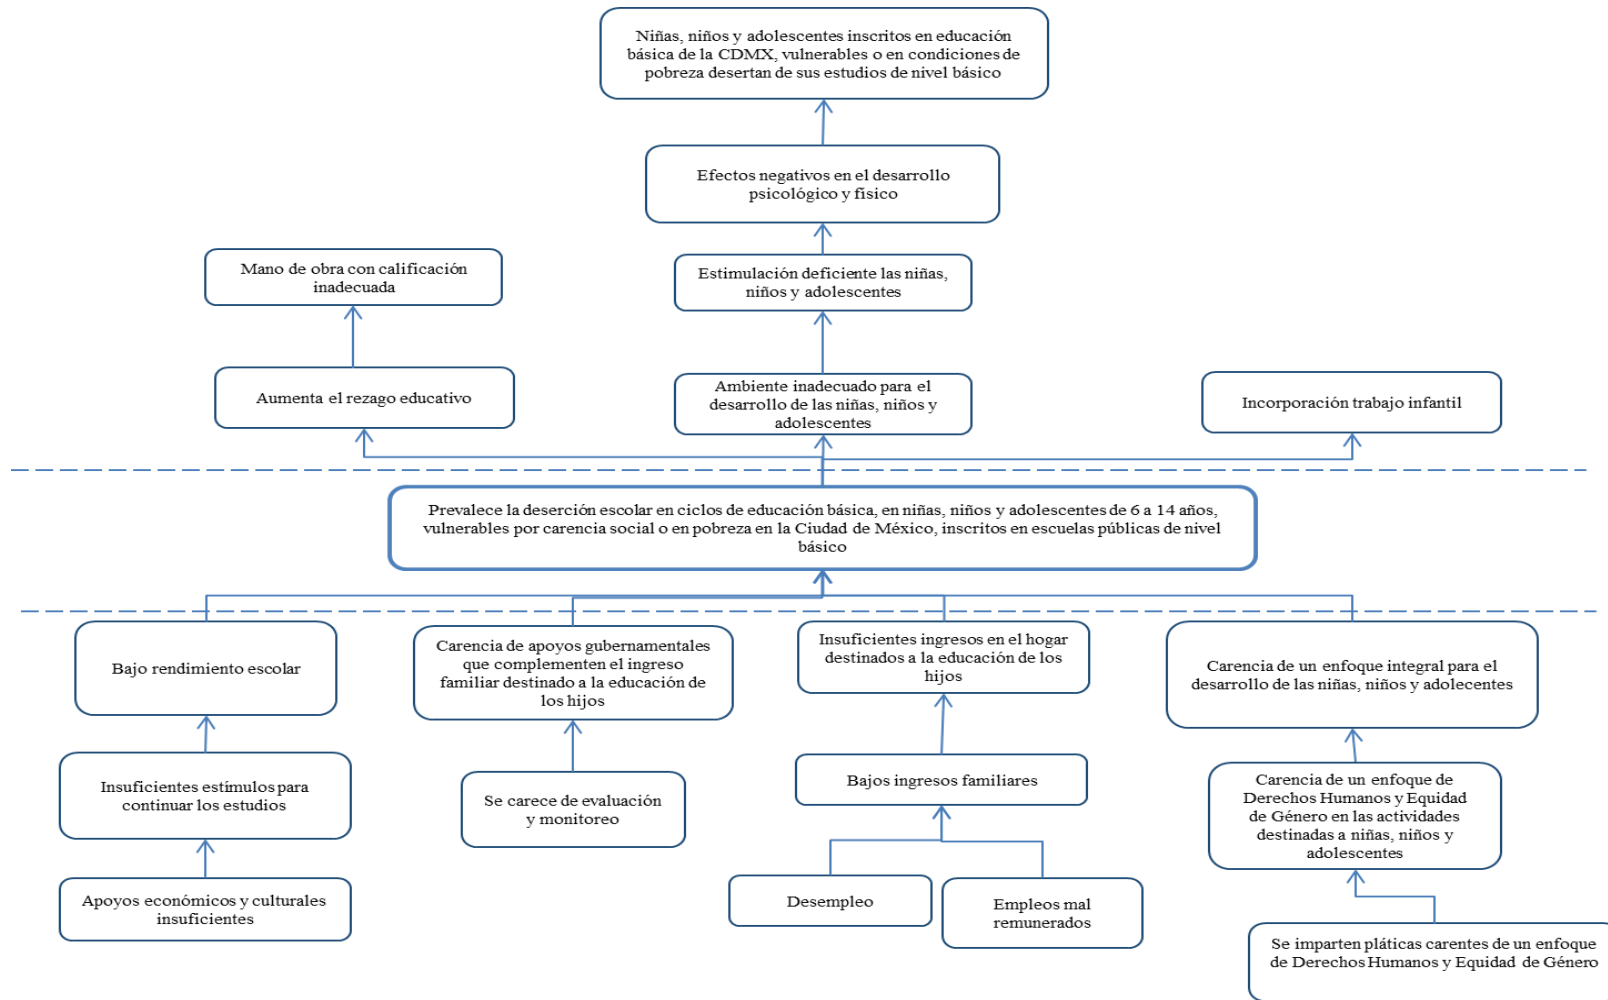 Niñas, niños y adolescentes inscritos en educación
básica de la CDMX, vulnerables o en condiciones de
pobreza desertan de sus estudios de nivel básico
Efectos negativos en el desarrollo
psicológico y físico
Mano de obra con calificación
inadecuada
Estimulación deficiente las niñas,
niños y adolescentes
Aumenta el rezago educativo
Ambiente inadecuado para el
desarrollo de las niñas, niños y
adolescentes
Incorporación trabajo infantil
Prevalece la deserción escolar en ciclos de educación básica, en niñas, niños y adolescentes de 6 a 14 años,
vulnerables por carencia social o en pobreza en la Ciudad de México, inscritos en escuelas públicas de nivel
básico
Bajo rendimiento escolar
Carencia de apoyos gubernamentales
que complementen el ingreso
familiar destinado a la educación de
los hijos
Insuficientes ingresos en el hogar
destinados a la educación de los
hijos
Carencia de un enfoque integral para el
desarrollo de las niñas, niños y adolecentes
Insuficientes estímulos para
continuar los estudios
Se carece de evaluación
y monitoreo
Bajos ingresos familiares
Carencia de un enfoque de
Derechos Humanos y Equidad
de Género en las actividades
destinadas a niñas, niños y
adolescentes
Apoyos económicos y culturales
insuficientes
Desempleo
Empleos mal
remunerados
Se imparten pláticas carentes de un enfoque
de Derechos Humanos y Equidad de Género